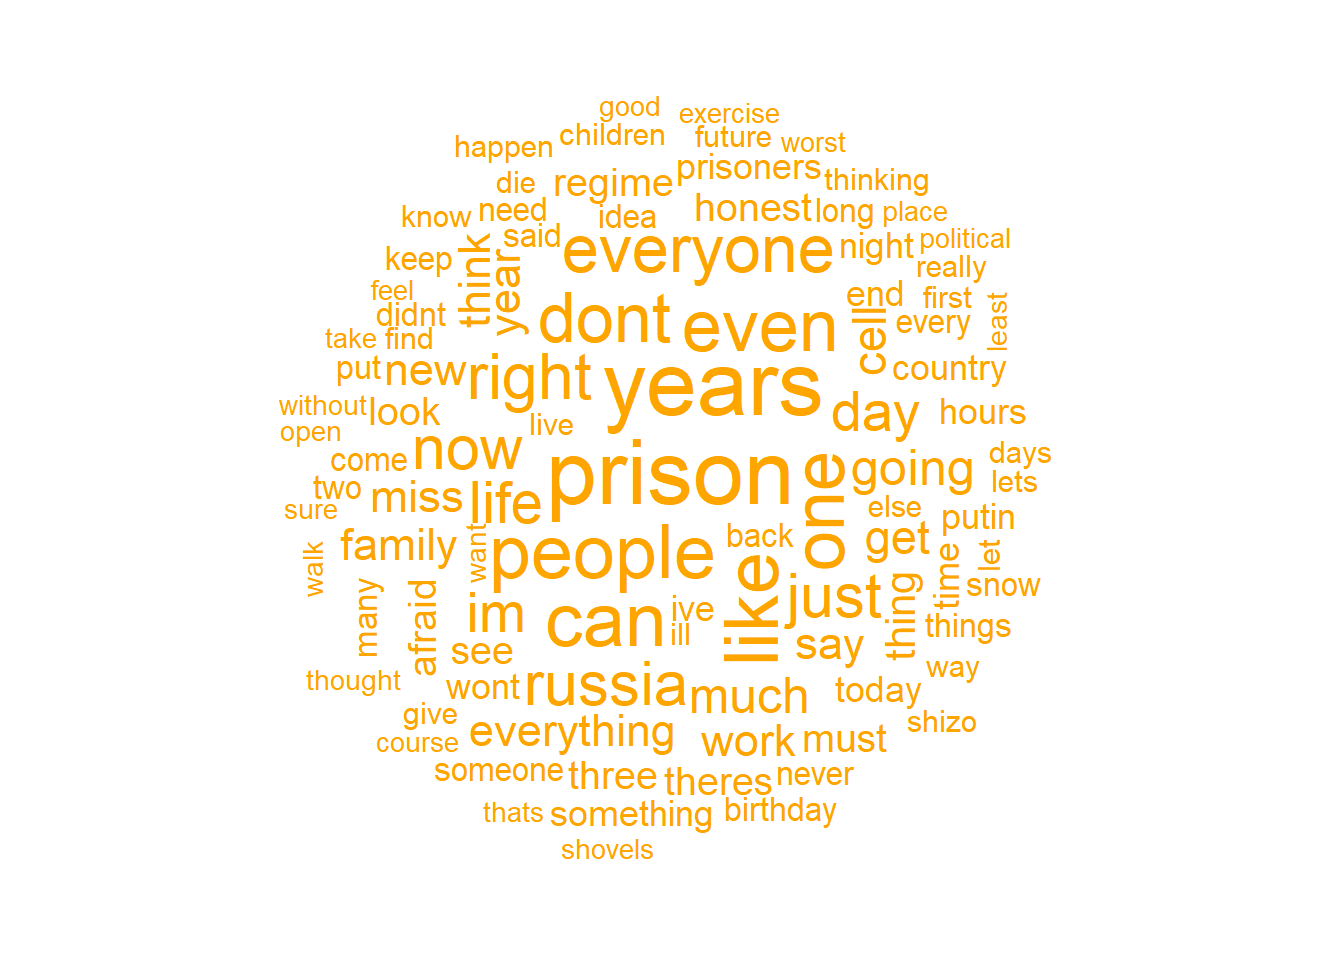 good
exercise
children
future
worst
happen
prisoners
thinking
die
regime
know
need
idea
honest
long
place
said
everyone
night
political
keep
think
year
really
feel
didnt
dont
even
end
first
least
take
find
cell
every
put
new
right
years
country
without
look
live
day
hours
open
come
now
prison
one
going
days
two
miss
life
lets
sure
else
putin
family
want
people
back
get
walk
time
let
many
afraid
im
can
ive
ill
like
just
thing
snow
see
say
things
thought
wont
russia
much
today
way
give
course
everything
work
must
shizo
someone
three
theres
never
thats
something
birthday
shovels